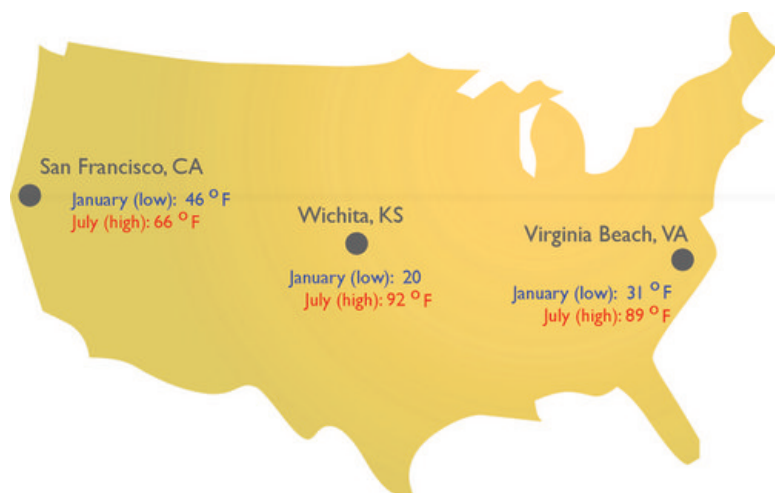 San Francisco, CA
January (low): 46 °F
July (high): 66 °F
Wichita, KS
January (low): 20
July (high): 92 °F
Virginia Beach, VA
January (low): 31 °F
July (high): 89 °F